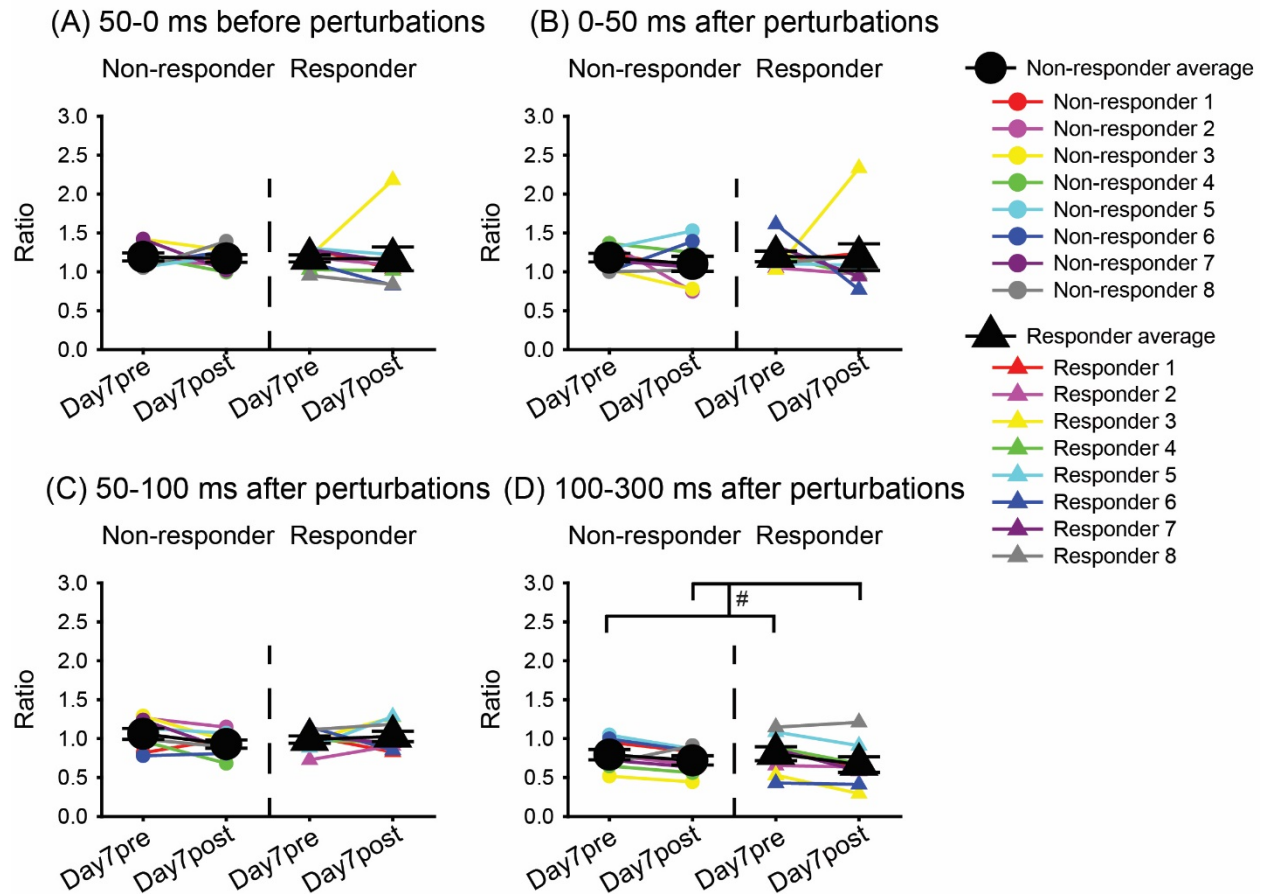 (A) 50-0 ms before perturbations
Non-responder Responder
Ratio
3.0
2.5
2.0
1.5
1.0
0.5
0.0
Day7pre Day7post Day7pre Day7post
(B) 0-50 ms after perturbations
Non-responder Responder
Ratio
3.0
2.5
2.0
1.5
1.0
0.5
0.0
Day7pre Day7post Day7pre Day7post
Non-responder average
Non-responder 1
Non-responder 2
Non-responder 3
Non-responder 4
Non-responder 5
Non-responder 6
Non-responder 7
Non-responder 8
Responder average
Responder 1
Responder 2
Responder 3
Responder 4
Responder 5
Responder 6
Responder 7
Responder 8
(C) 50-100 ms after perturbations
Non-responder Responder
Ratio
3.0
2.5
2.0
1.5
1.0
0.5
0.0
Day7pre Day7post Day7pre Day7post
(D) 100-300 ms after perturbations
Non-responder Responder
Ratio
3.0
2.5
2.0
1.5
1.0
0.5
0.0
#
Day7pre Day7post Day7pre Day7post